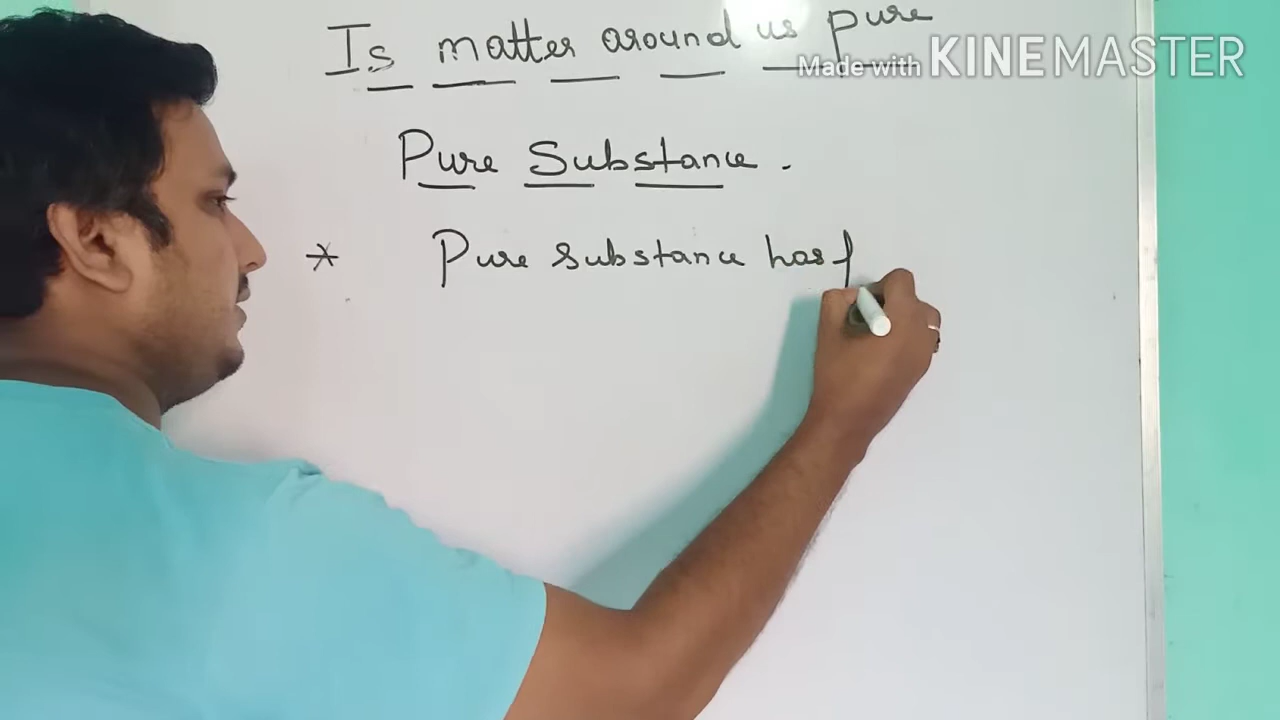 Is matter around us pure
Made with KINEMASTER
Pure Substance.
* Pure substance has f